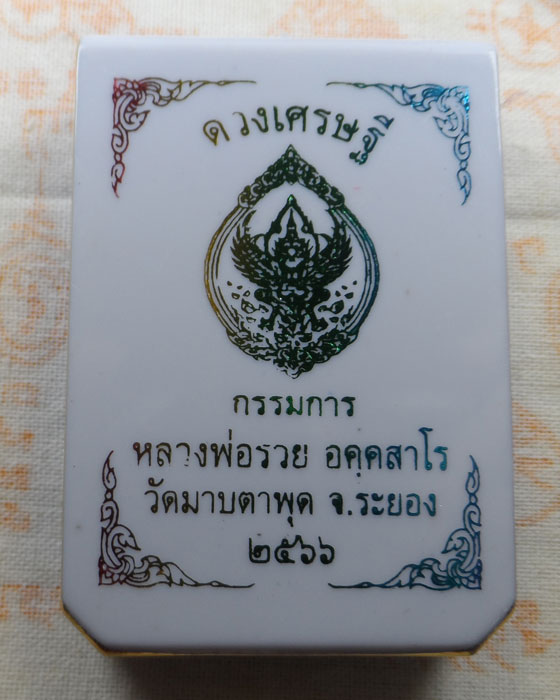 ดวงเศรษฐี
กรรมการ
หลวงพ่อรวย อคฺคสาโร
วัดมาบตาพุด จ.ระยอง
๒๕๖๖